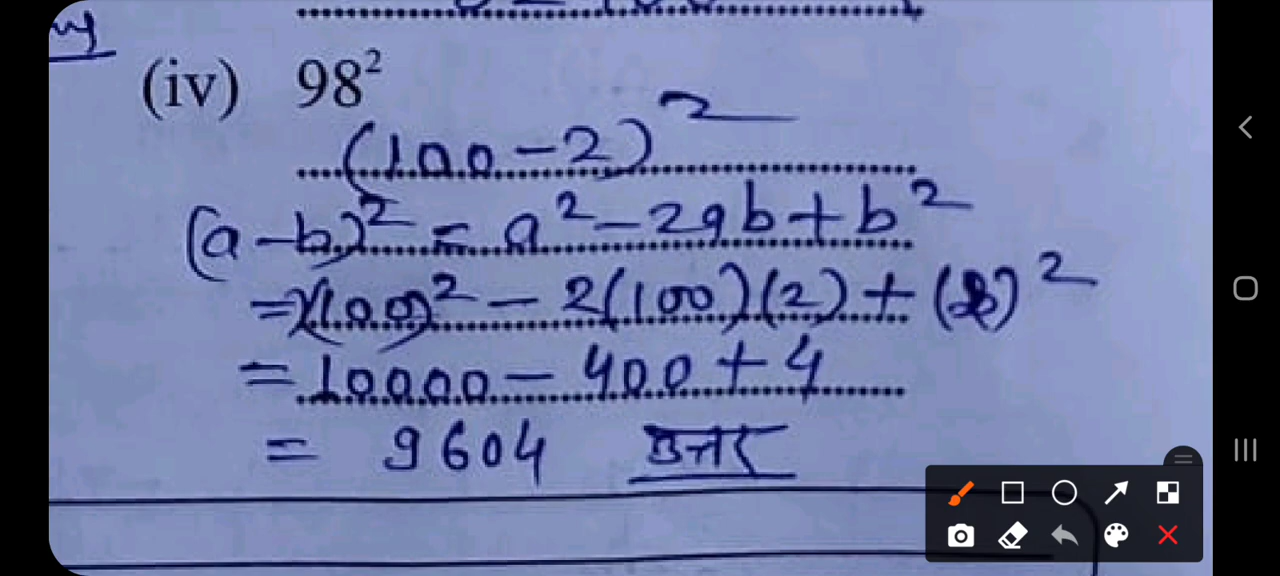 (iv) 98²
(100-2)²
(a-b)² = a² - 2ab + b²
= (100)² - 2(100)(2) + (2)²
= 10000 - 400 + 4
= 9604 उत्तर